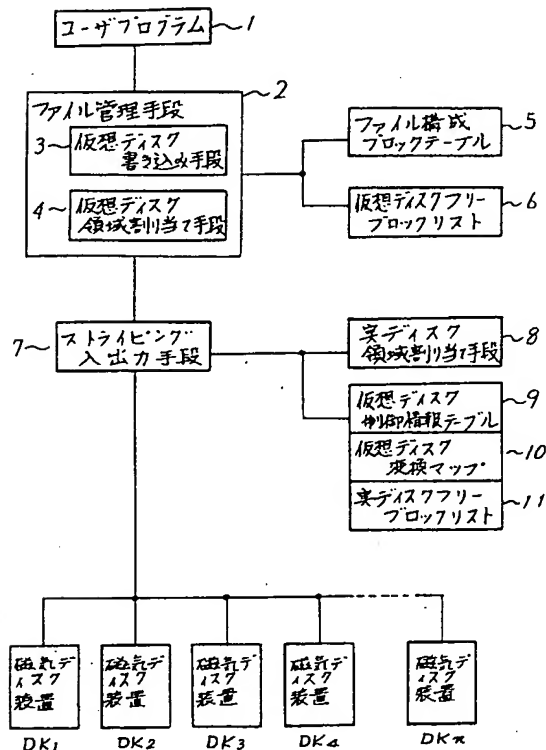 ユーザプログラム
1
2
ファイル管理手段
3
仮想ディスク
書き込み手段
4
仮想ディスク
領域割り当て手段
ファイル構成
ブロックテーブル
5
仮想ディスクフリー
ブロックリスト
6
7
ストライピング
入出力手段
実ディスク
領域割り当て手段
8
仮想ディスク
制御情報テーブル
9
仮想ディスク
変換マップ
10
実ディスクフリー
ブロックリスト
11
磁気デ
ィスク
装置
磁気デ
ィスク
装置
磁気デ
ィスク
装置
磁気デ
ィスク
装置
磁気デ
ィスク
装置
DK1
DK2
DK3
DK4
DKn